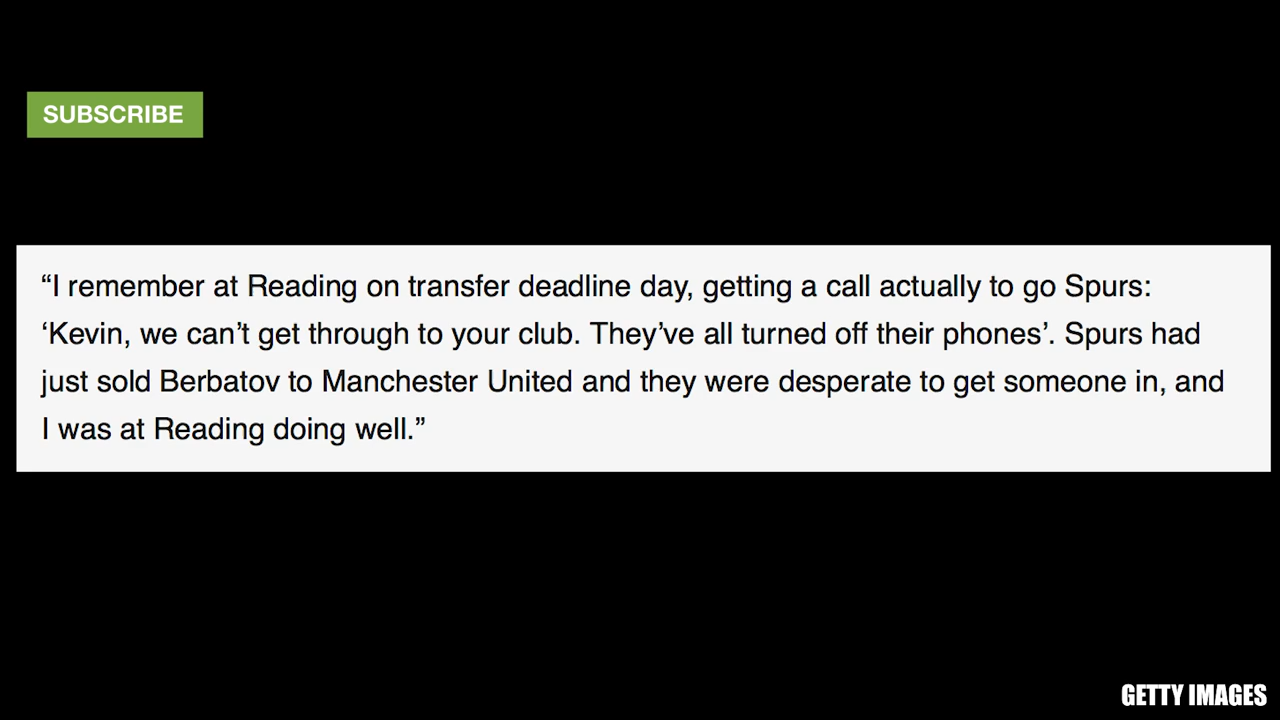 SUBSCRIBE
“I remember at Reading on transfer deadline day, getting a call actually to go Spurs:
‘Kevin, we can’t get through to your club. They’ve all turned off their phones’. Spurs had
just sold Berbatov to Manchester United and they were desperate to get someone in, and
I was at Reading doing well.”
GETTY IMAGES